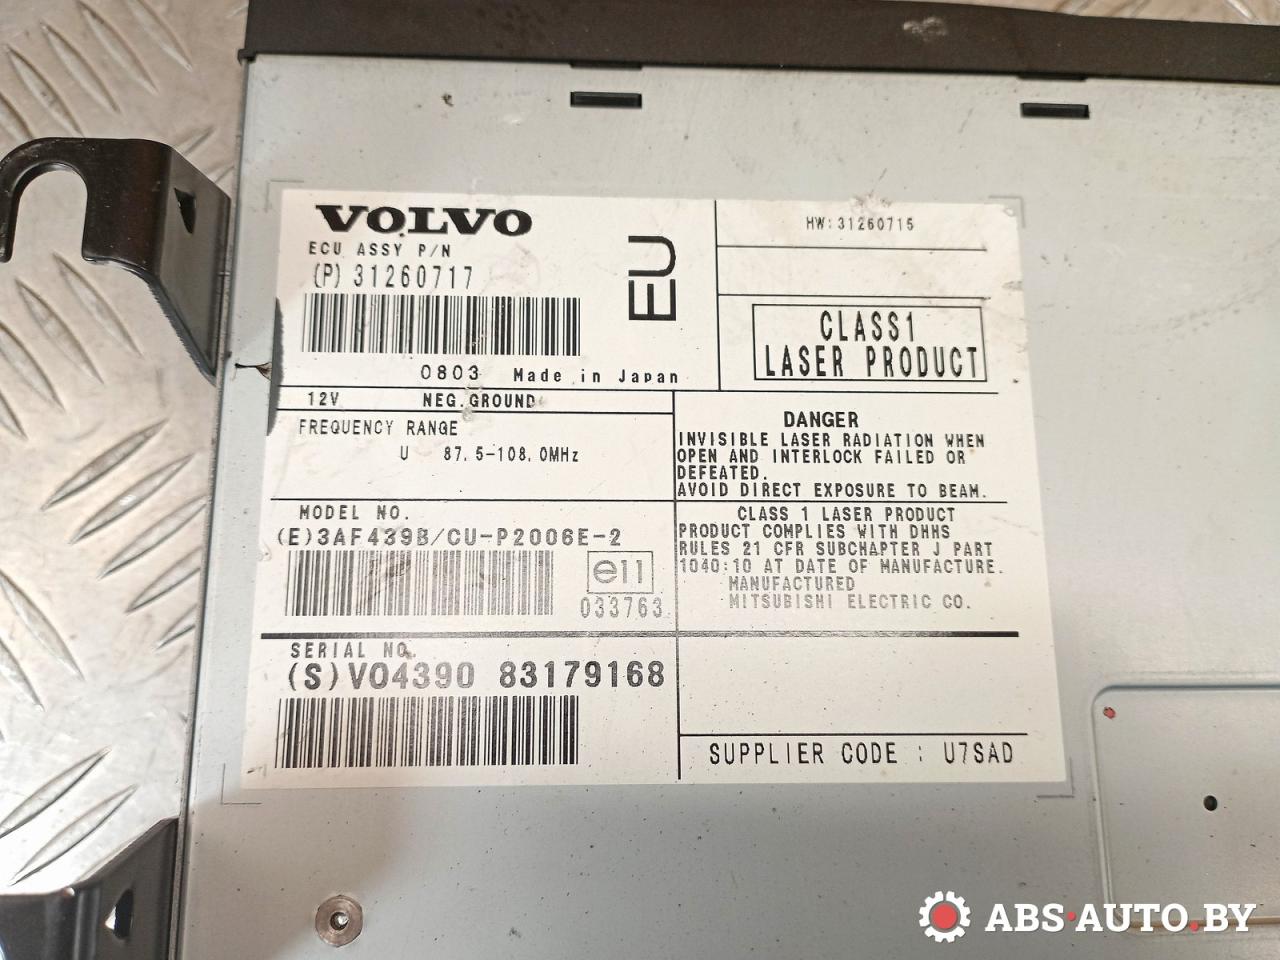 VOLVO
ECU ASSY P/N
(P) 31260717
EU
0803 Made in Japan
HW:31260715
CLASS1
LASER PRODUCT
12V NEG.GROUND
FREQUENCY RANGE
U 87.5-108.0MHz
DANGER
INVISIBLE LASER RADIATION WHEN
OPEN AND INTERLOCK FAILED OR
DEFEATED.
AVOID DIRECT EXPOSURE TO BEAM.
MODEL NO.
(E)3AF439B/CU-P2006E-2
e11
033763
CLASS 1 LASER PRODUCT
PRODUCT COMPLIES WITH DHHS
RULES 21 CFR SUBCHAPTER J PART
1040:10 AT DATE OF MANUFACTURE.
MANUFACTURED
MITSUBISHI ELECTRIC CO.
SERIAL NO.
(S)VO4390 83179168
SUPPLIER CODE : U7SAD
ABS·AUTO.BY